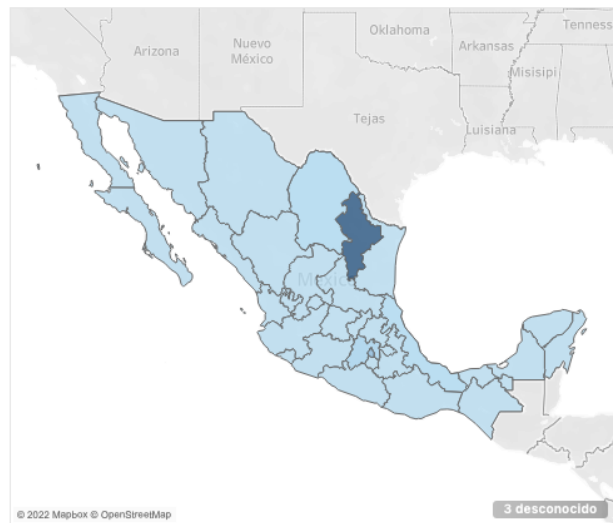 Oklahoma
Tenness
Arizona
Nuevo
México
Arkansas
Misisipi
Tejas
Luisiana
México
© 2022 Mapbox © OpenStreetMap
3 desconocido